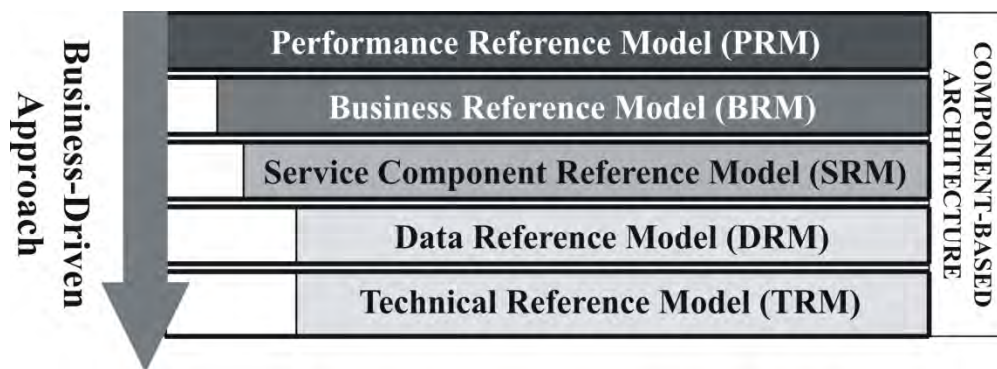 Business-Driven
Approach
Performance Reference Model (PRM)
Business Reference Model (BRM)
Service Component Reference Model (SRM)
Data Reference Model (DRM)
Technical Reference Model (TRM)
COMPONENT-BASED
ARCHITECTURE